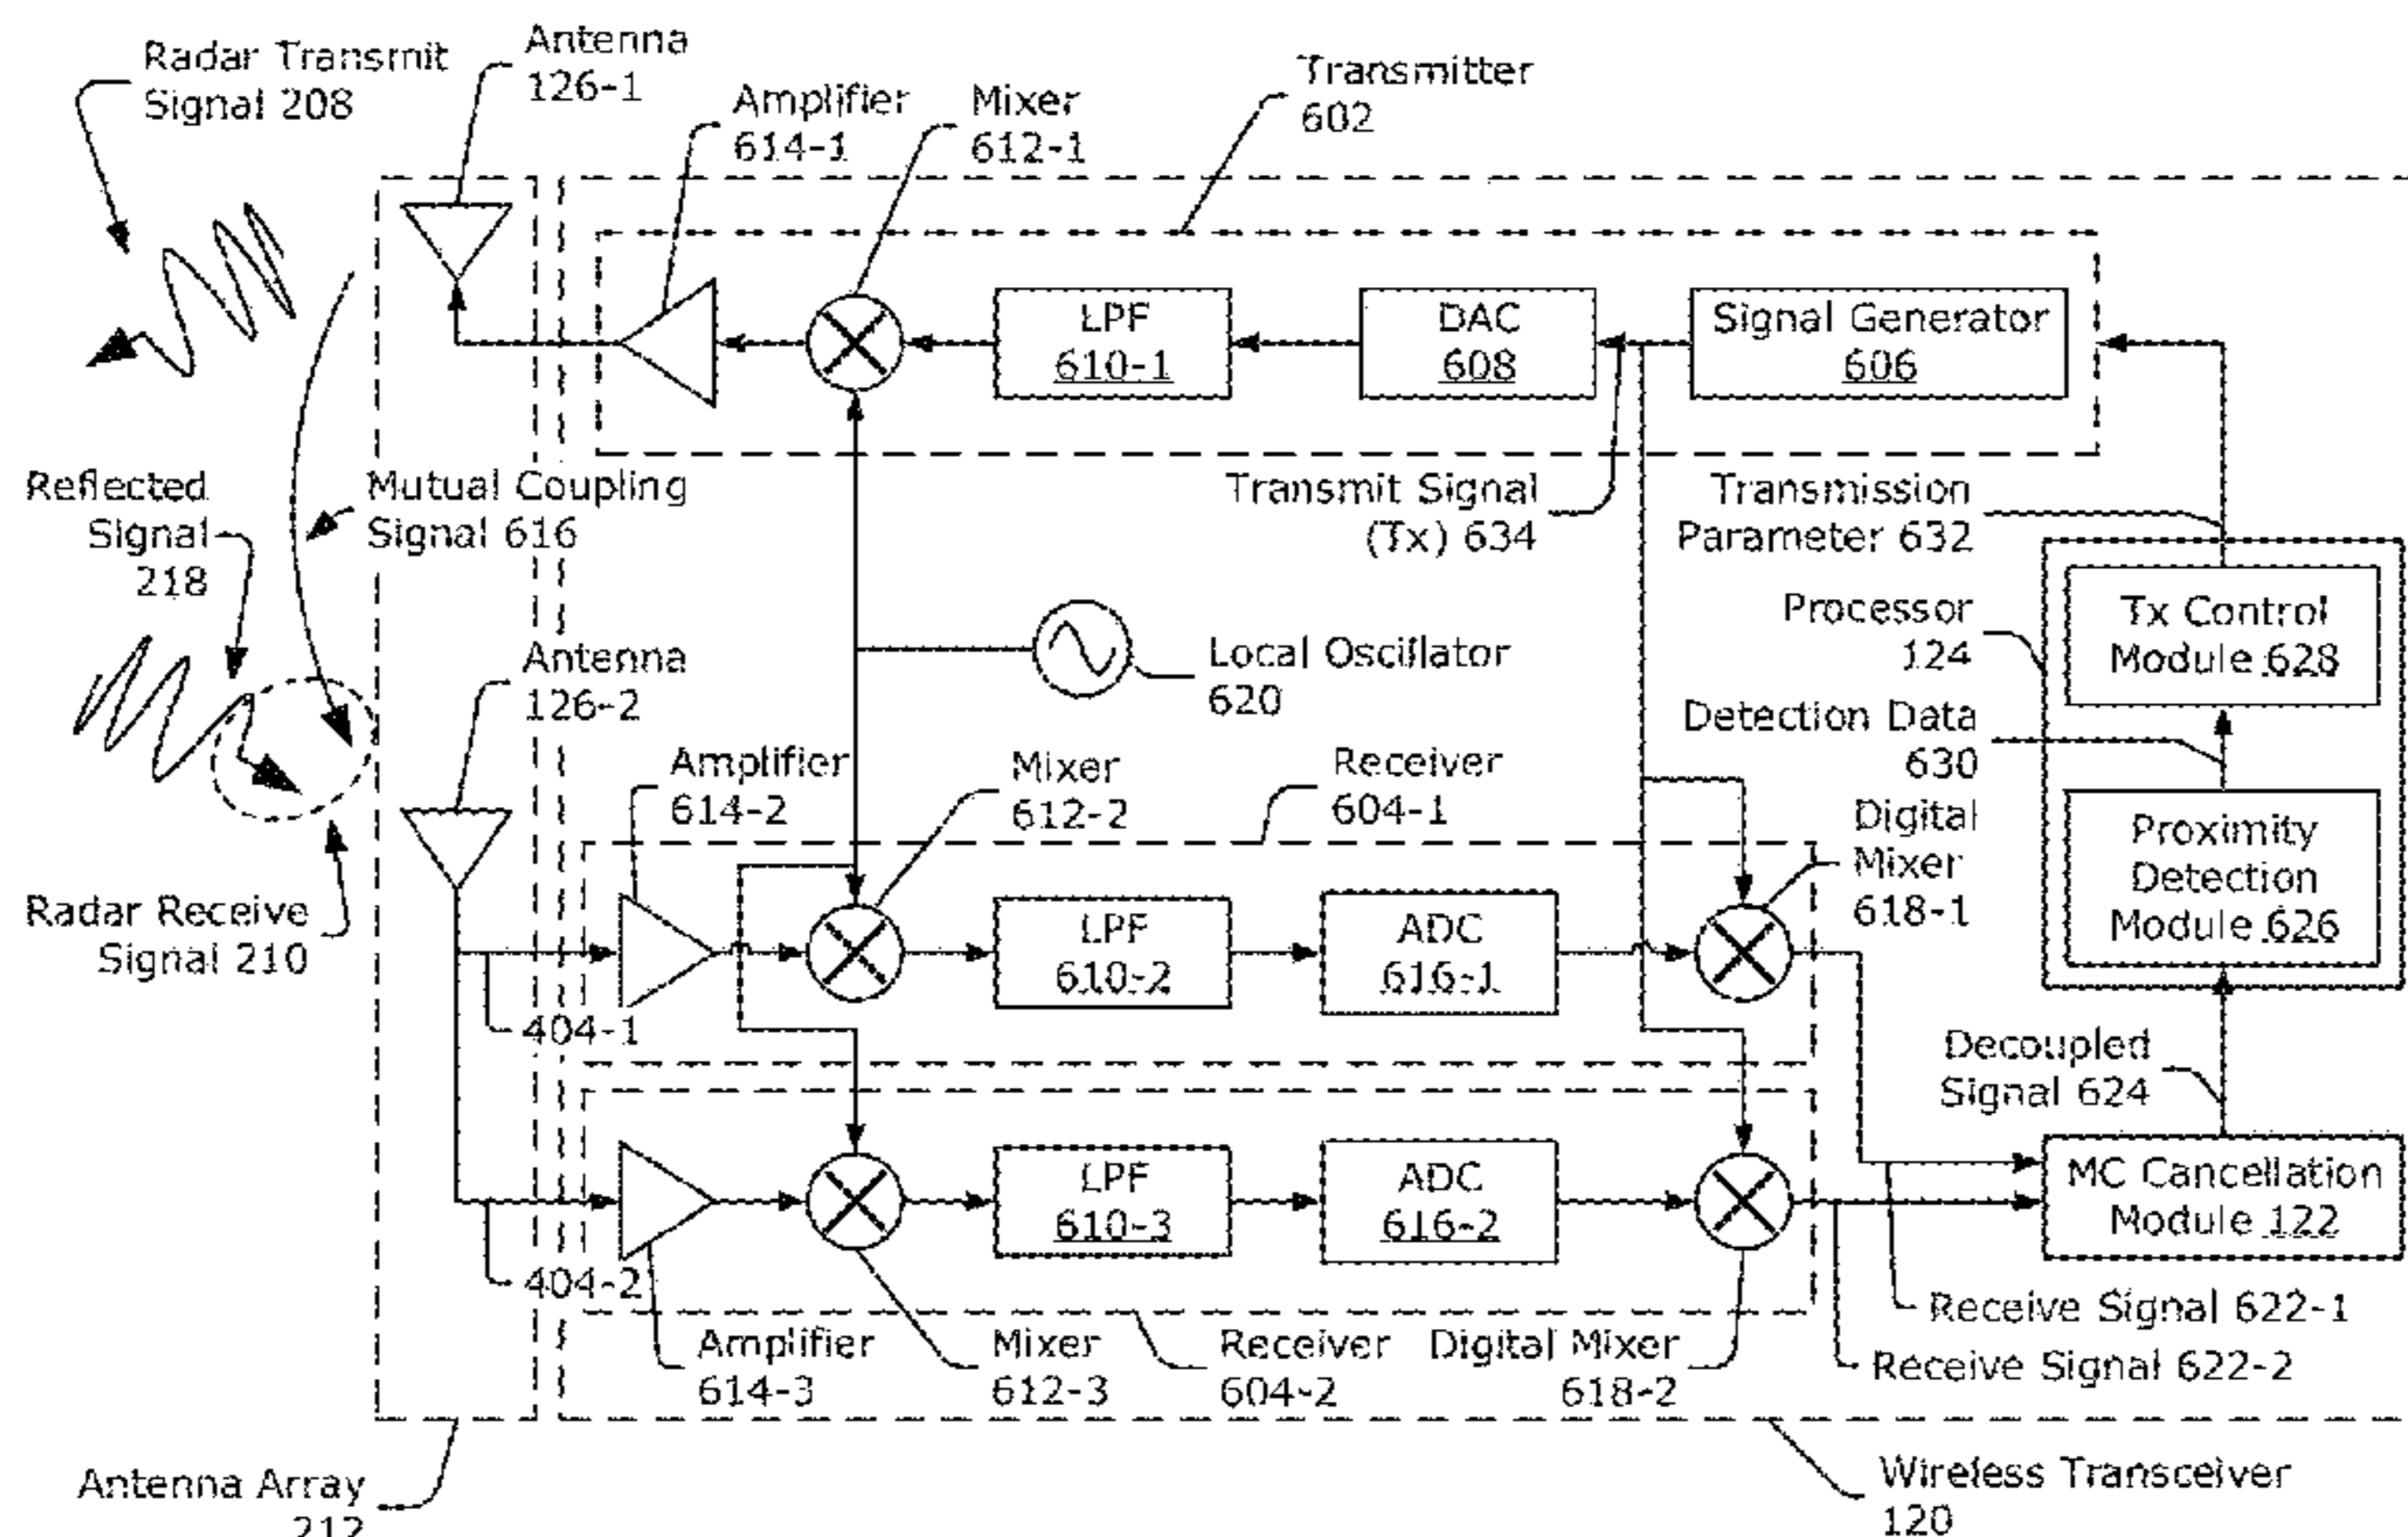 Radar Transmit
Signal 208
Antenna
126-1
Amplifier
614-1
Mixer
612-1
Transmitter
602
LPF
610-1
DAC
608
Signal Generator
606
Reflected
Signal
218
Mutual Coupling
Signal 616
Transmit Signal
(Tx) 634
Transmission
Parameter 632
Processor
124
Tx Control
Module 628
Local Oscillator
620
Antenna
126-2
Detection Data
630
Amplifier
614-2
Mixer
612-2
Receiver
604-1
Digital
Mixer
618-1
Proximity
Detection
Module 626
Radar Receive
Signal 210
LPF
610-2
ADC
616-1
404-1
Decoupled
Signal 624
LPF
610-3
ADC
616-2
MC Cancellation
Module 122
404-2
Receive Signal 622-1
Amplifier
614-3
Mixer
612-3
Receiver
604-2
Digital Mixer
618-2
Receive Signal 622-2
Antenna Array
212
Wireless Transceiver
120